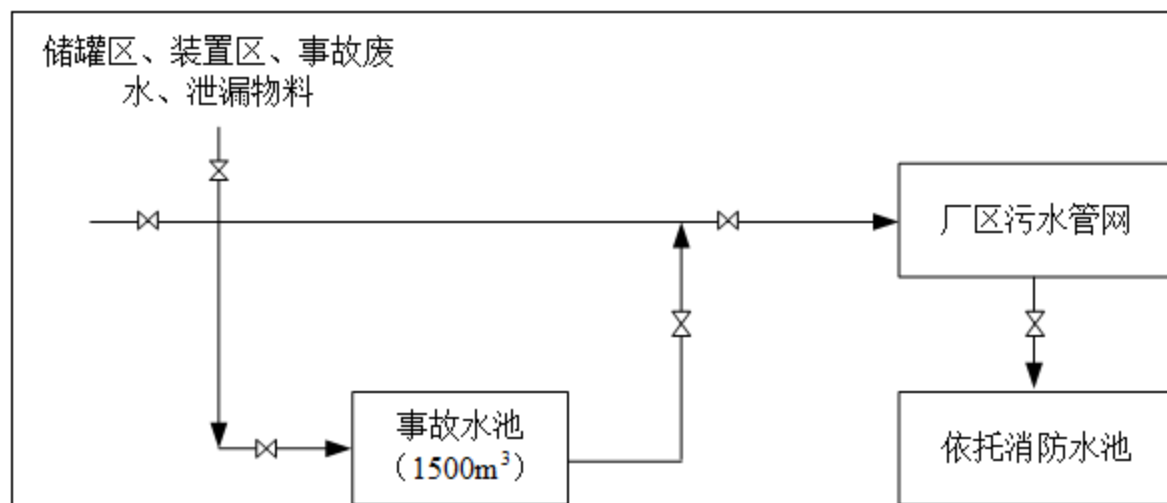 储罐区、装置区、事故废
水、泄漏物料
厂区污水管网
事故水池
（1500m³）
依托消防水池